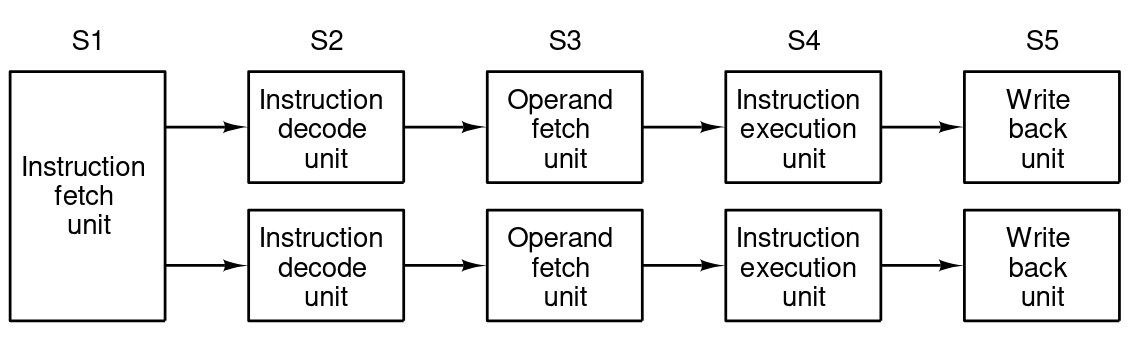 S1
S2
S3
S4
S5
Instruction
fetch
unit
Instruction
decode
unit
Operand
fetch
unit
Instruction
execution
unit
Write
back
unit
Instruction
decode
unit
Operand
fetch
unit
Instruction
execution
unit
Write
back
unit